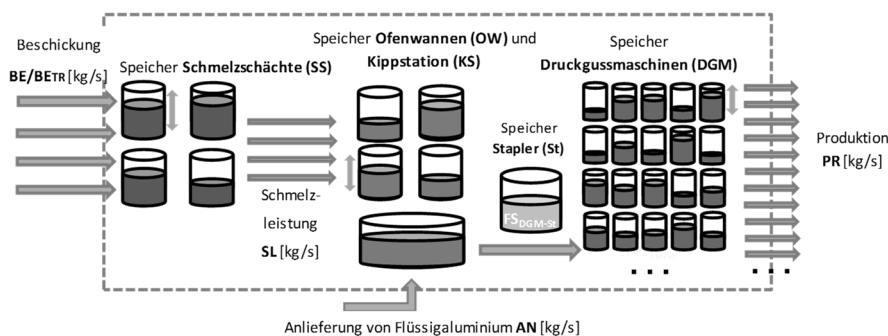 Beschickung
BE/BETR [kg/s]
Speicher Schmelzschächte (SS)
Speicher Ofenwannen (OW) und
Kippstation (KS)
Speicher
Druckgussmaschinen (DGM)
Speicher
Stapler (St)
FSDGM-St
Schmelz-
leistung
SL [kg/s]
Produktion
PR [kg/s]
Anlieferung von Flüssigaluminium AN [kg/s]